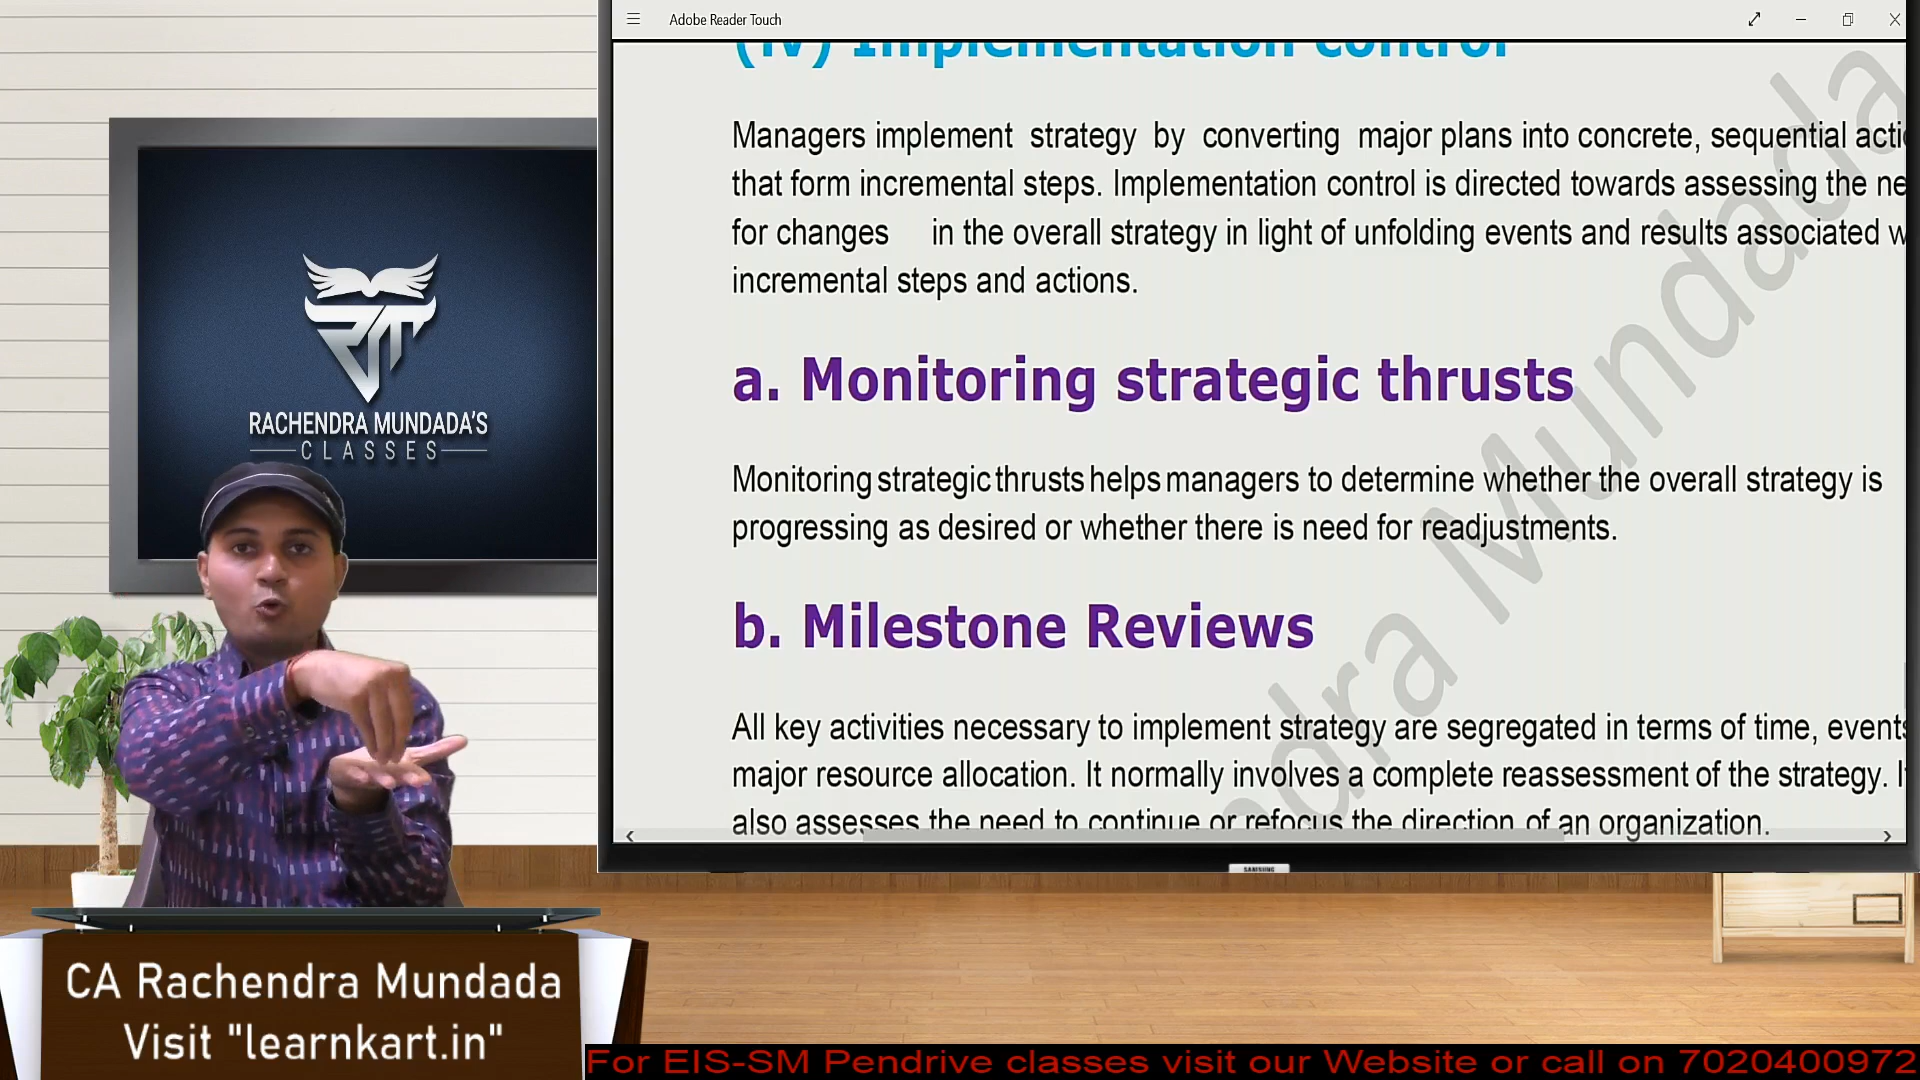 Adobe Reader Touch
(iv) Implementation control
Managers implement strategy by converting major plans into concrete, sequential acti
that form incremental steps. Implementation control is directed towards assessing the ne
for changes in the overall strategy in light of unfolding events and results associated w
incremental steps and actions.
a. Monitoring strategic thrusts
Monitoring strategic thrusts helps managers to determine whether the overall strategy is
progressing as desired or whether there is need for readjustments.
b. Milestone Reviews
All key activities necessary to implement strategy are segregated in terms of time, events
major resource allocation. It normally involves a complete reassessment of the strategy. It
also assesses the need to continue or refocus the direction of an organization.
ndra Mundada
RACHENDRA MUNDADA'S
CLASSES
SAMSUNG
CA Rachendra Mundada
Visit "learnkart.in"
For EIS-SM Pendrive classes visit our Website or call on 7020400972